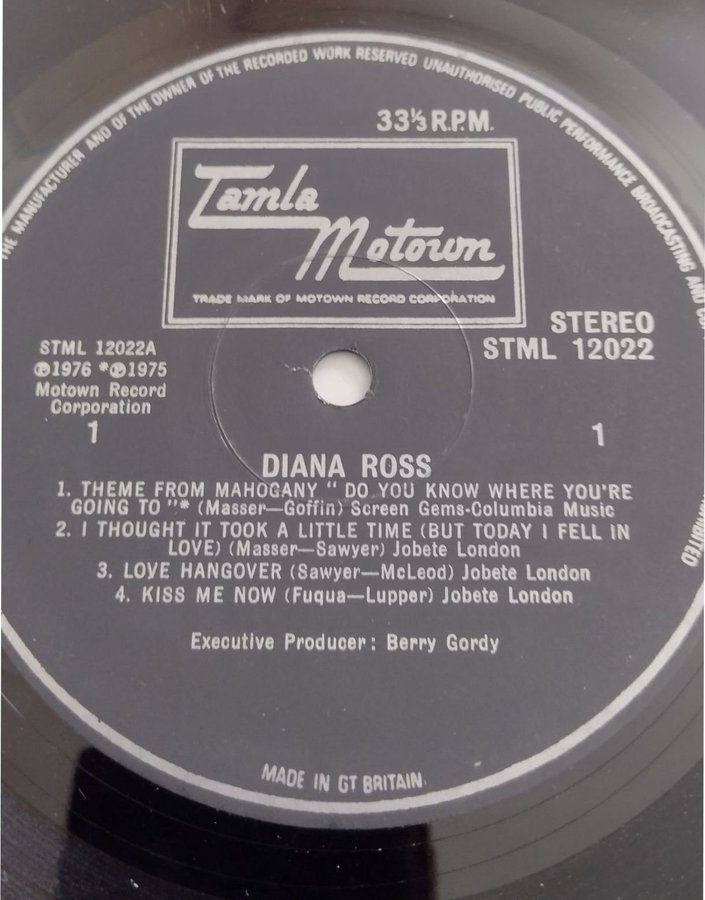 THE MANUFACTURER AND OF THE OWNER OF THE RECORDED WORK RESERVED UNAUTHORISED PUBLIC PERFORMANCE BROADCASTING AND
33⅓ R.P.M.
Tamla
Motown
TRADE MARK OF MOTOWN RECORD CORPORATION
STEREO
STML 12022
STML 12022A
℗1976 *℗1975
Motown Record
Corporation
1
1
DIANA ROSS
1. THEME FROM MAHOGANY " DO YOU KNOW WHERE YOU'RE
GOING TO "* (Masser—Goffin) Screen Gems-Columbia Music
2. I THOUGHT IT TOOK A LITTLE TIME (BUT TODAY I FELL IN
LOVE) (Masser—Sawyer) Jobete London
3. LOVE HANGOVER (Sawyer—McLeod) Jobete London
4. KISS ME NOW (Fuqua—Lupper) Jobete London
Executive Producer: Berry Gordy
MADE IN GT BRITAIN